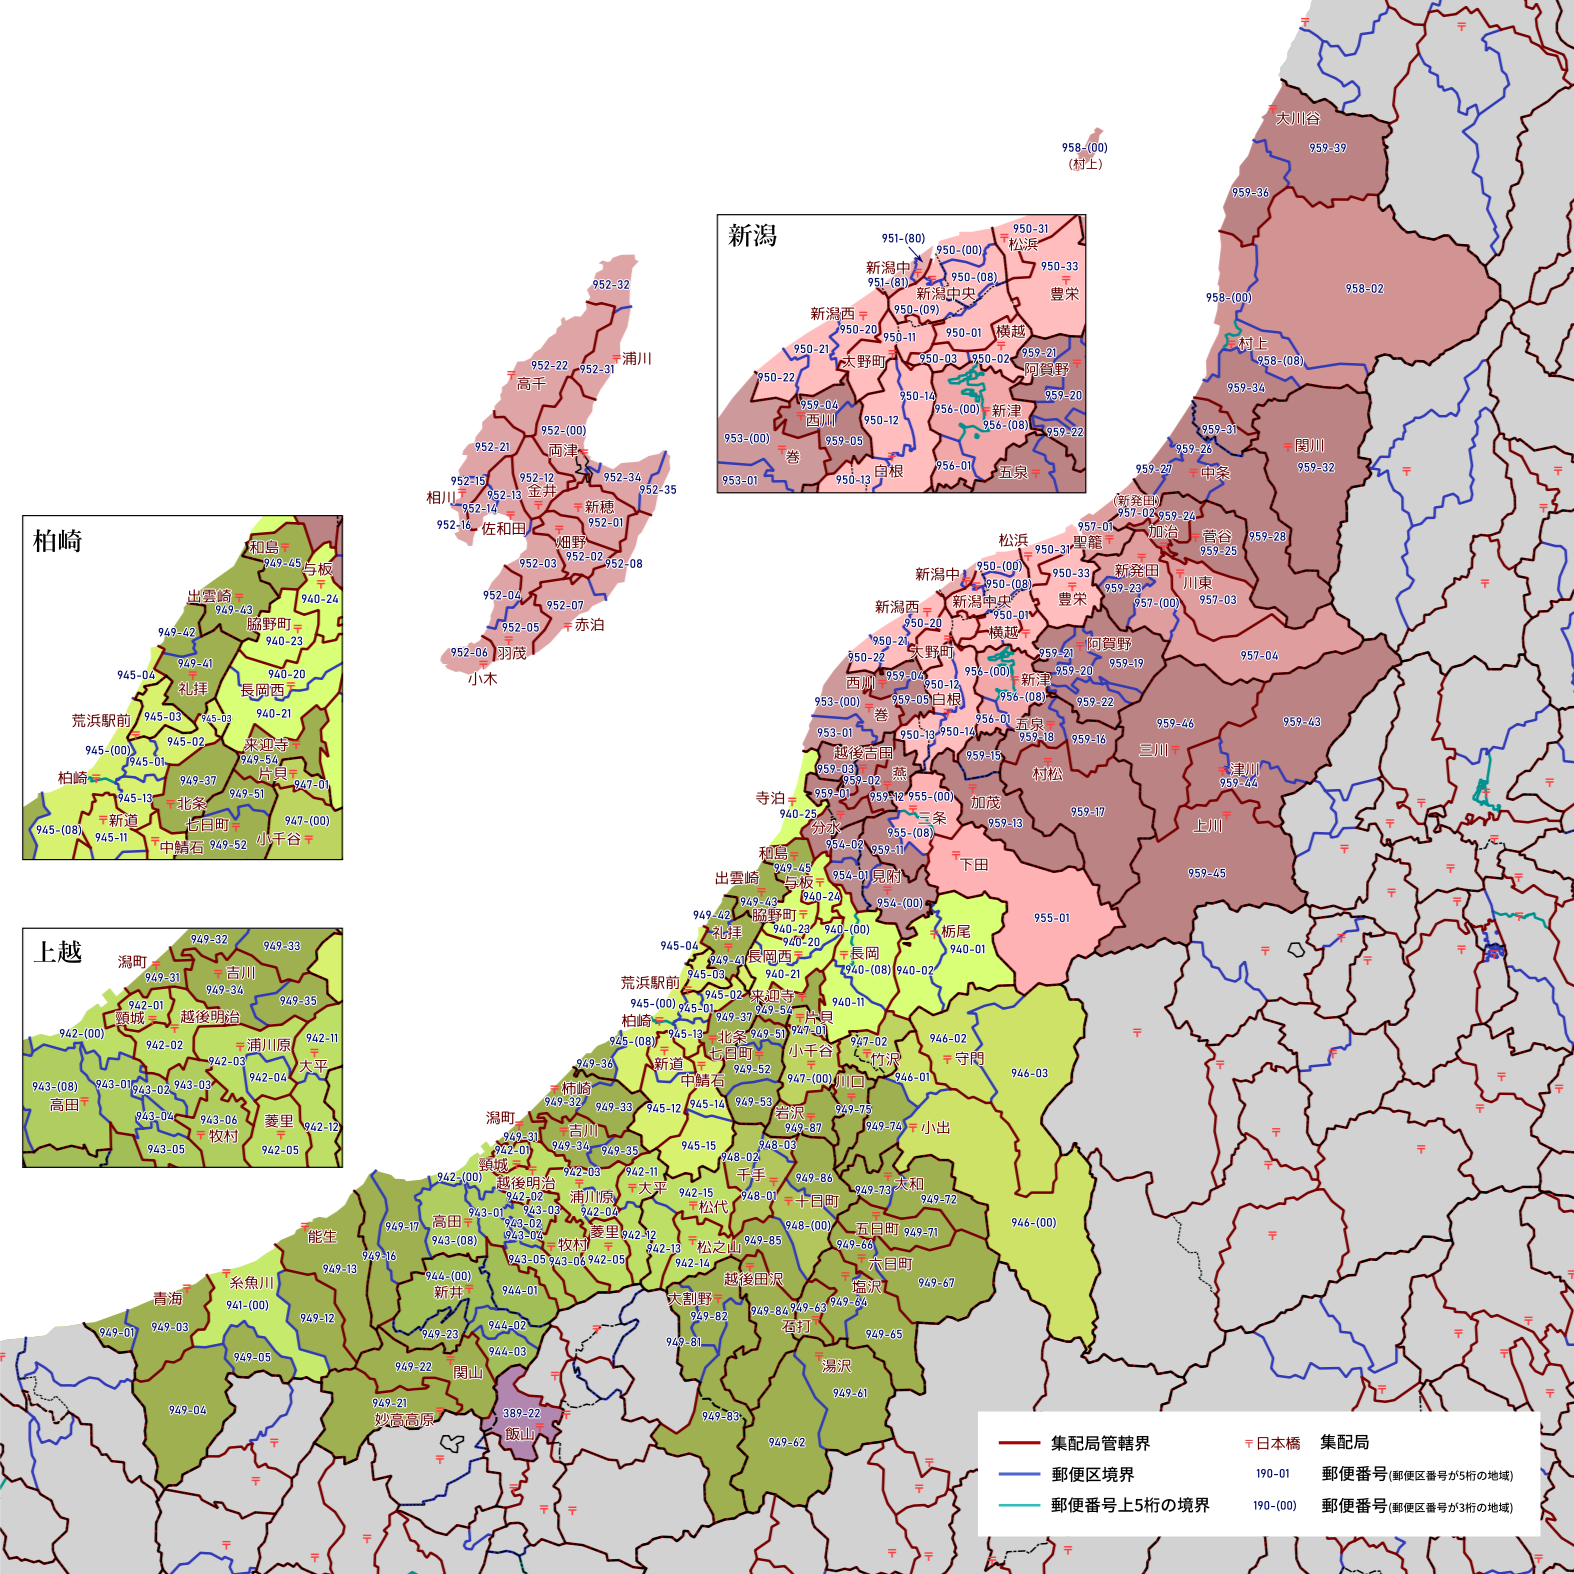 大川谷
959-39
958-(00)
(村上)
959-36
958-02
958-(00)
村上
958-(08)
959-34
959-31
959-26
関川
959-32
959-27
中条
(新発田)
957-02
959-24
957-01
加治
菅谷
959-25
959-28
聖籠
松浜
950-31
新発田
川東
959-23
957-(00)
957-03
957-04
新潟
951-(80)
950-(00)
950-31
松浜
新潟中
951-(81)
950-(08)
950-33
豊栄
新潟中央
950-(09)
新潟西
950-20
950-11
950-01
横越
950-21
太野町
950-03
950-02
959-21
阿賀野
950-22
959-04
西川
950-14
956-(00)
新津
956-(08)
959-20
950-12
959-22
953-(00)
959-05
巻
953-01
白根
950-13
956-01
五泉
952-32
浦川
952-22
952-31
高千
952-(00)
両津
952-21
952-34
952-35
952-15
952-12
952-13
金井
相川
952-14
新穂
952-16
佐和田
952-01
畑野
952-02
952-03
952-08
952-04
952-07
952-05
赤泊
羽茂
952-06
小木
柏崎
和島
949-45
与板
出雲崎
949-43
940-24
脇野町
940-23
949-42
949-41
礼拝
945-04
940-20
長岡西
945-03
945-03
940-21
荒浜駅前
945-(00)
945-02
来迎寺
945-01
949-54
柏崎
949-37
片貝
947-01
945-13
北条
949-51
新道
945-(08)
945-11
七日町
947-(00)
中鯖石
949-52
小千谷
上越
949-32
949-33
潟町
949-31
吉川
949-34
949-35
942-01
頸城
越後明治
942-(00)
942-02
浦川原
942-11
942-03
大平
943-(08)
943-01
943-02
943-03
942-04
高田
943-04
943-06
牧村
菱里
942-12
943-05
942-05
新潟中
950-(00)
950-(08)
950-33
豊栄
新潟西
新潟中央
950-01
950-20
横越
950-21
大野町
959-21
阿賀野
950-22
959-19
959-20
西川
959-04
950-12
956-(00)
新津
959-05
白根
956-(08)
959-22
953-(00)
巻
956-01
五泉
959-18
959-16
953-01
950-13
950-14
959-46
959-43
三川
越後吉田
959-15
村松
津川
959-44
959-03
959-02
燕
959-01
959-12
955-(00)
加茂
959-13
959-17
上川
寺泊
940-25
分水
三条
955-(08)
954-02
959-11
下田
959-45
和島
949-45
954-01
見附
出雲崎
与板
954-(00)
949-43
940-24
955-01
949-42
脇野町
礼拝
940-23
940-(00)
栃尾
945-04
940-20
長岡
940-01
949-41
長岡西
945-03
940-21
940-(08)
940-02
荒浜駅前
945-02
来迎寺
945-(00)
945-01
949-54
940-11
柏崎
949-37
片貝
945-13
北条
949-51
947-01
945-(08)
七日町
小千谷
947-02
竹沢
946-02
守門
新道
949-52
946-01
946-03
949-36
中鯖石
947-(00)
川口
柿崎
949-32
949-33
945-12
945-14
949-53
949-75
岩沢
潟町
949-87
949-74
小出
吉川
949-31
949-34
949-35
945-15
948-03
942-01
頸城
942-03
942-11
948-02
千手
949-86
942-(00)
越後明治
大平
949-73
大和
949-72
942-02
浦川原
942-15
948-01
十日町
高田
943-01
943-03
942-04
松代
946-(00)
943-02
948-(00)
五日町
949-71
949-17
943-(08)
943-04
菱里
942-12
949-85
949-66
能生
949-16
943-05
牧村
943-06
942-05
942-13
松之山
六日町
942-14
949-13
944-(00)
越後田沢
塩沢
949-67
糸魚川
941-(00)
新井
944-01
大割野
949-64
青海
949-84
949-63
949-12
949-82
石打
949-01
949-03
949-23
944-02
949-65
944-03
949-81
949-05
949-22
関山
湯沢
949-04
949-21
949-61
妙高高原
389-22
949-83
飯山
949-62
集配局管轄界
〒日本橋
集配局
郵便区境界
190-01
郵便番号(郵便区番号が5桁の地域)
郵便番号上5桁の境界
190-(00)
郵便番号(郵便区番号が3桁の地域)